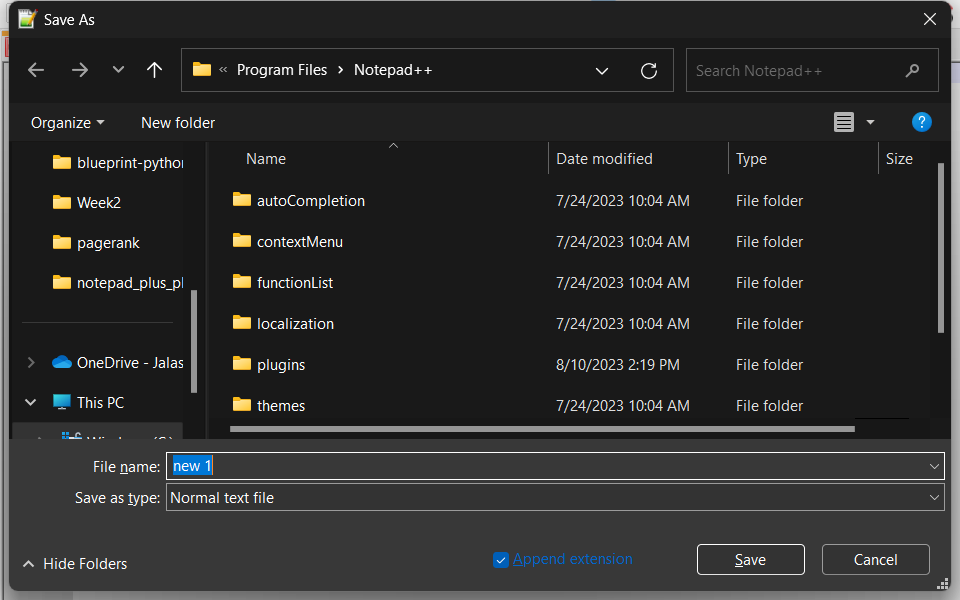 Save As
« Program Files > Notepad++
Search Notepad++
Organize New folder
?
blueprint-python
Week2
pagerank
notepad_plus_pl
OneDrive - Jalas
This PC
Name Date modified Type Size
autoCompletion 7/24/2023 10:04 AM File folder
contextMenu 7/24/2023 10:04 AM File folder
functionList 7/24/2023 10:04 AM File folder
localization 7/24/2023 10:04 AM File folder
plugins 8/10/2023 2:19 PM File folder
themes 7/24/2023 10:04 AM File folder
File name: new 1
Save as type: Normal text file
Hide Folders Append extension Save Cancel